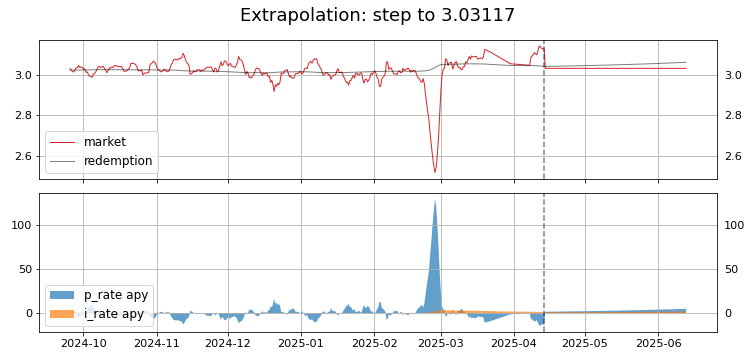 Extrapolation: step to 3.03117
3.0 3.0
2.8 2.8
2.6 2.6
market
redemption
100 100
50 50
0 0
p_rate apy
i_rate apy
2024-10 2024-11 2024-12 2025-01 2025-02 2025-03 2025-04 2025-05 2025-06